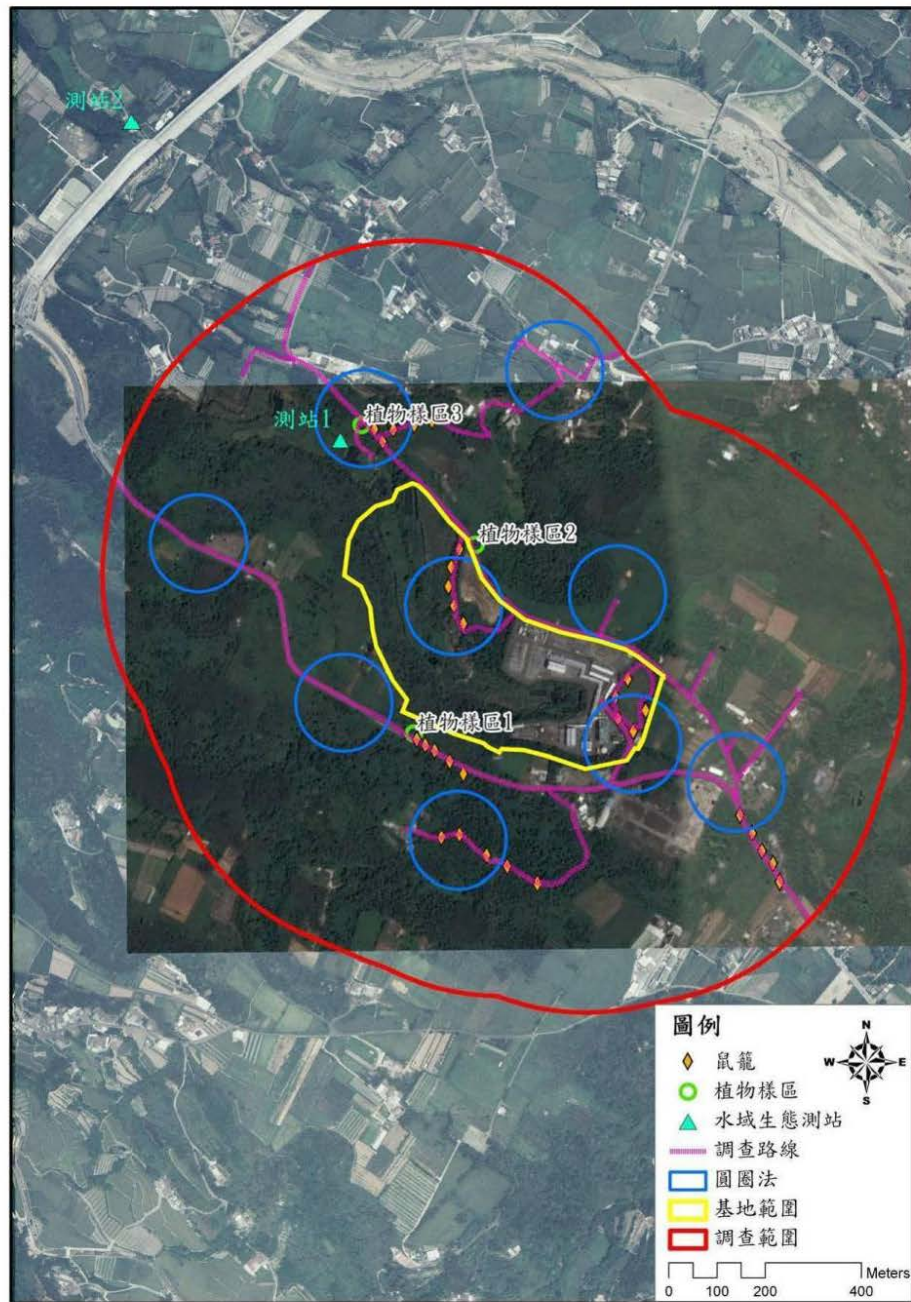 測站2
植物樣區3
測站1
植物樣區2
植物樣區1
圖例
鼠籠
植物樣區
水域生態測站
調查路線
圓圈法
基地範圍
調查範圍
N
W E
S
Meters
0 100 200 400